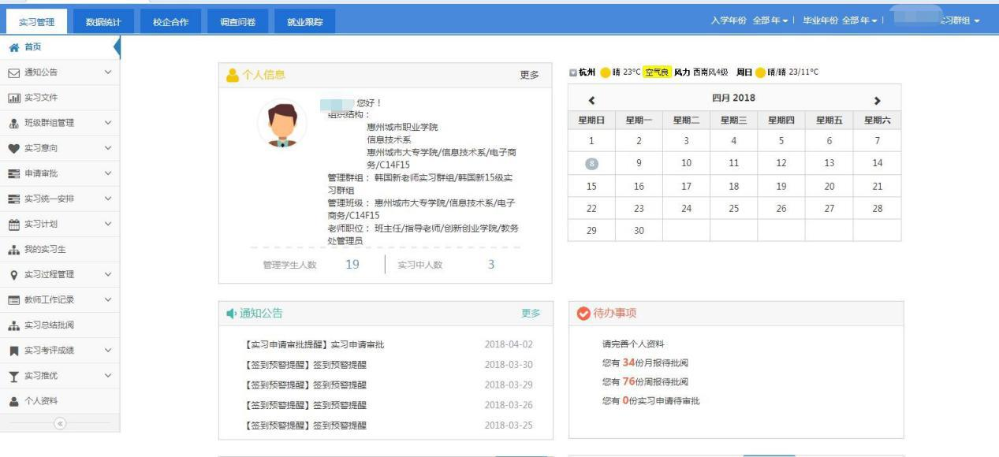 实习管理 数据统计 校企合作 调查问卷 就业跟踪 入学年份 全部 年 | 毕业年份 全部 年 | 实习群组
首页
通知公告
实习文件
班级群组管理
实习意向
申请审批
实习统一安排
实习计划
我的实习生
实习过程管理
教师工作记录
实习总结批阅
实习考评成绩
实习推优
个人资料
个人信息 更多
您好！
组织结构：
惠州城市职业学院
信息技术系
惠州城市大专学院/信息技术系/电子商
务/C14F15
管理群组： 韩国新老师实习群组/韩国新15级实
习群组
管理班级： 惠州城市大专学院/信息技术系/电子
商务/C14F15
老师职位： 班主任/指导老师/创新创业学院/教务
处管理员
管理学生人数 19 实习中人数 3
杭州 晴 23°C 空气良 风力 西南风4级 周日 晴/晴 23/11°C
四月 2018
星期日 星期一 星期二 星期三 星期四 星期五 星期六
1 2 3 4 5 6 7
8 9 10 11 12 13 14
15 16 17 18 19 20 21
22 23 24 25 26 27 28
29 30
通知公告 更多
【实习申请审批提醒】实习申请审批 2018-04-02
【签到预警提醒】签到预警提醒 2018-03-30
【签到预警提醒】签到预警提醒 2018-03-29
【签到预警提醒】签到预警提醒 2018-03-26
【签到预警提醒】签到预警提醒 2018-03-25
待办事项
请完善个人资料
您有 34份月报待批阅
您有 76份周报待批阅
您有 0份实习申请待审批